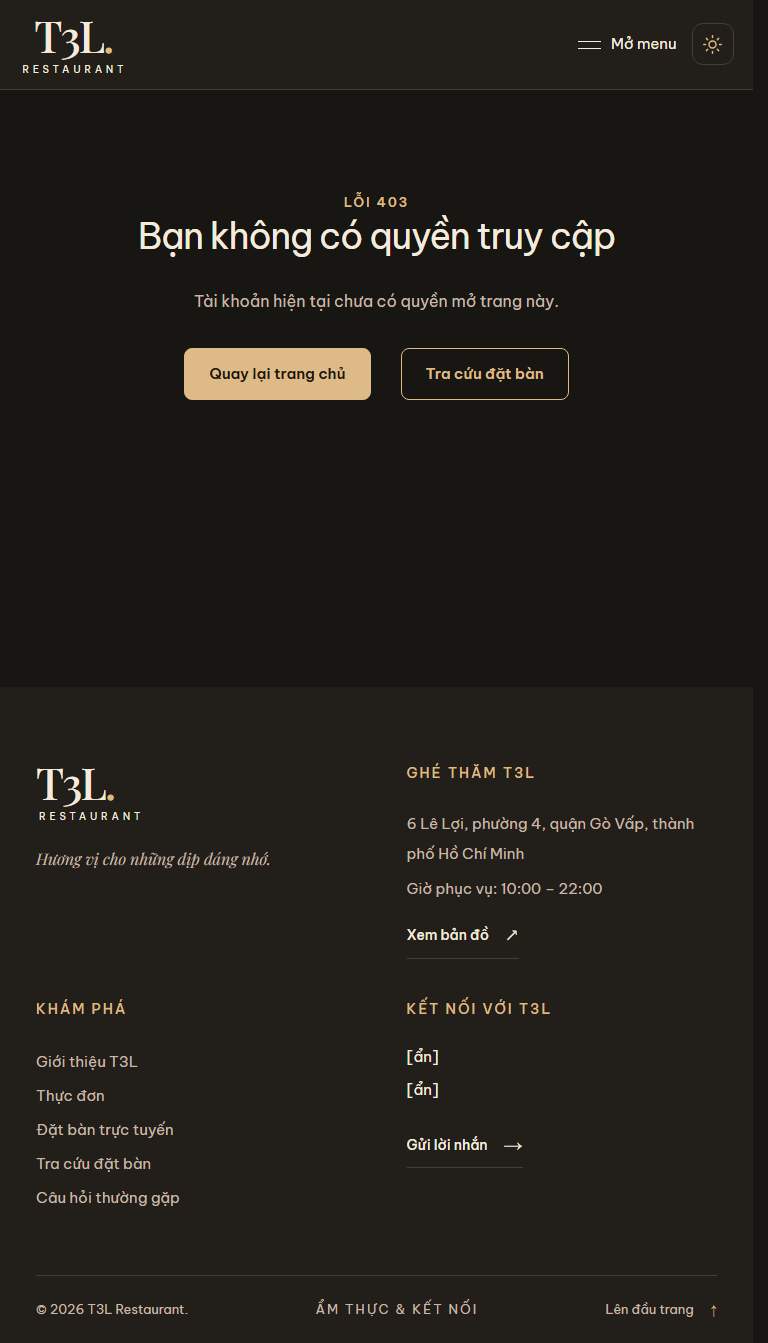 T3L.
RESTAURANT
Mở menu
LỖI 403
Bạn không có quyền truy cập
Tài khoản hiện tại chưa có quyền mở trang này.
Quay lại trang chủ
Tra cứu đặt bàn
T3L.
RESTAURANT
Hương vị cho những dịp đáng nhớ.
GHÉ THĂM T3L
6 Lê Lợi, phường 4, quận Gò Vấp, thành
phố Hồ Chí Minh
Giờ phục vụ: 10:00 – 22:00
Xem bản đồ ↗
KHÁM PHÁ
Giới thiệu T3L
Thực đơn
Đặt bàn trực tuyến
Tra cứu đặt bàn
Câu hỏi thường gặp
KẾT NỐI VỚI T3L
[ẩn]
[ẩn]
Gửi lời nhắn →
© 2026 T3L Restaurant.
ẨM THỰC & KẾT NỐI
Lên đầu trang ↑